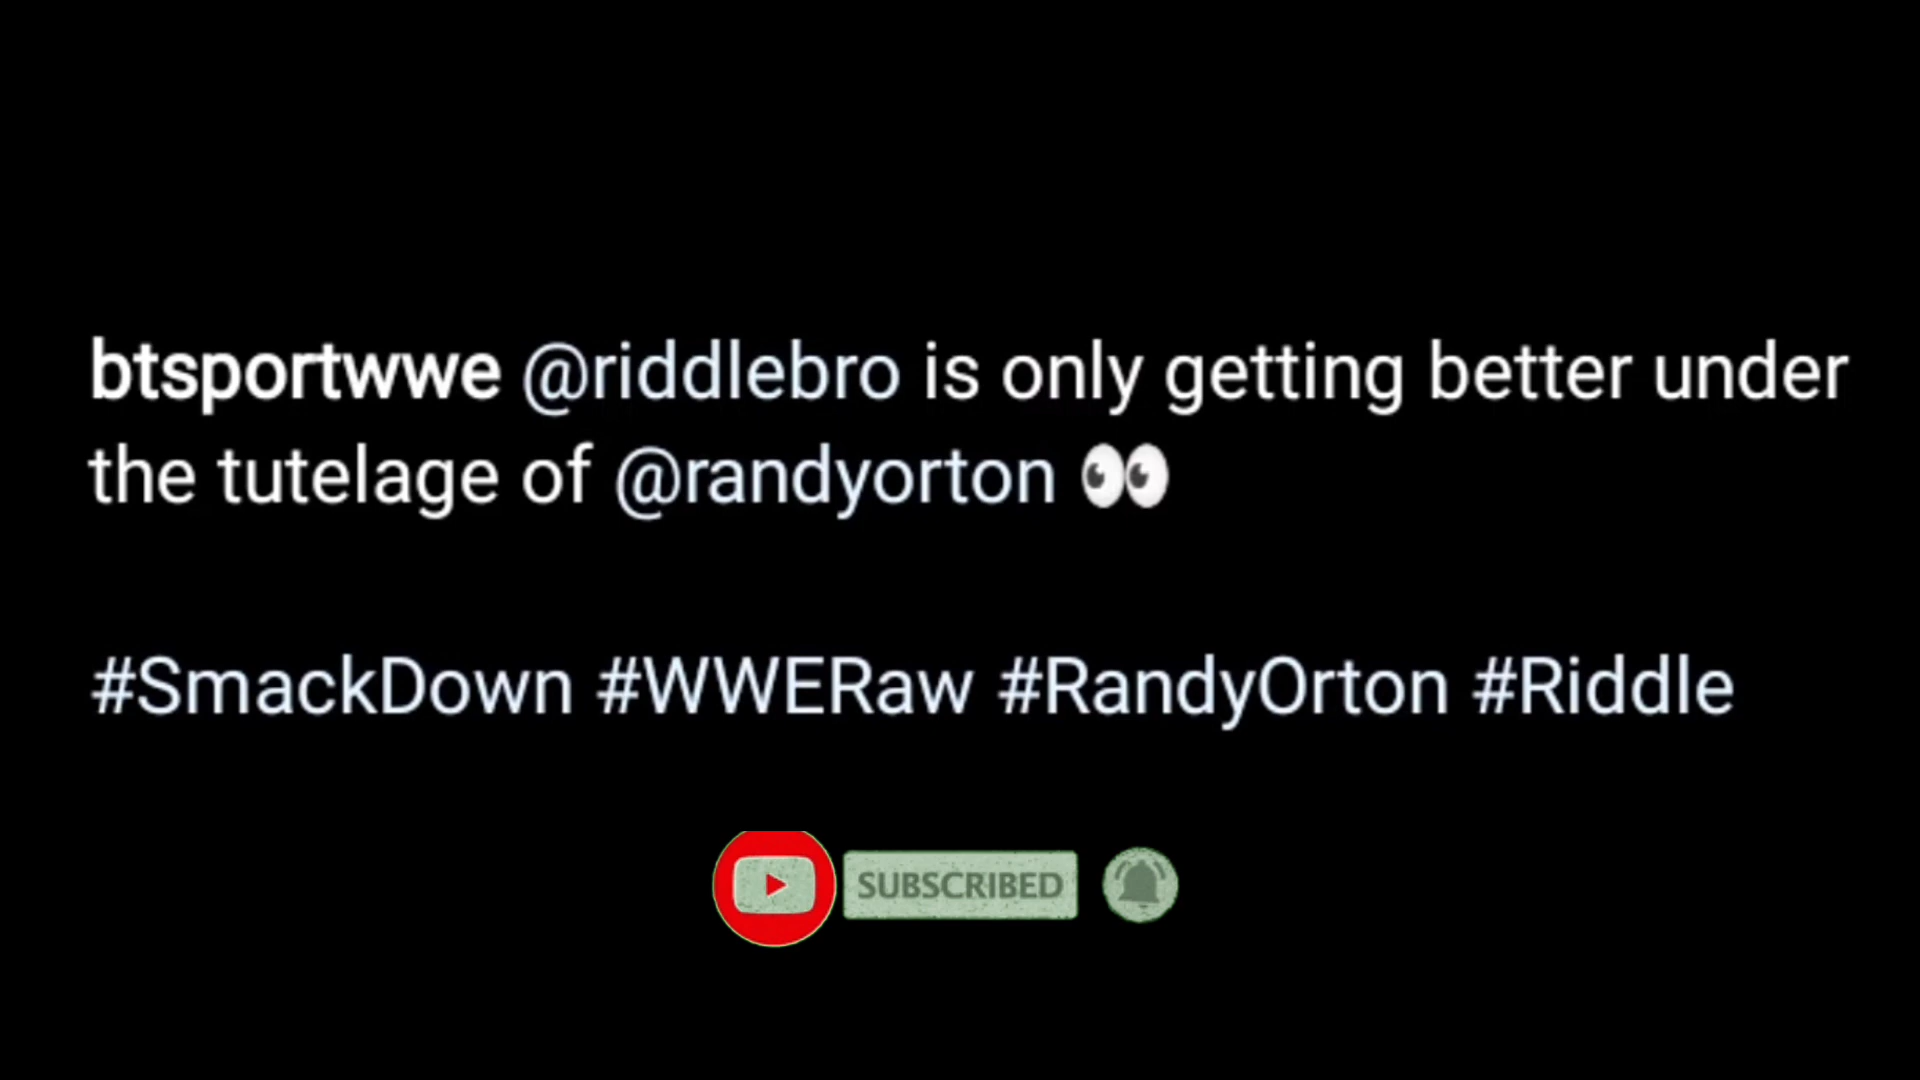 btsportwwe @riddlebro is only getting better under
the tutelage of @randyorton 👀
#SmackDown #WWERaw #RandyOrton #Riddle
SUBSCRIBED